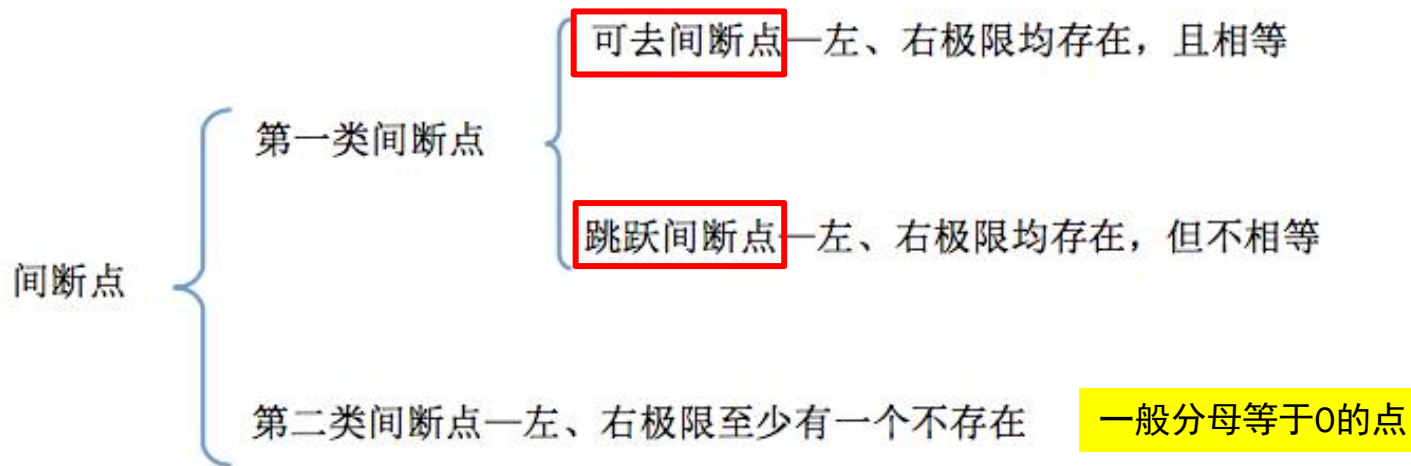 可去间断点—左、右极限均存在，且相等
第一类间断点
跳跃间断点—左、右极限均存在，但不相等
间断点
第二类间断点—左、右极限至少有一个不存在
一般分母等于0的点